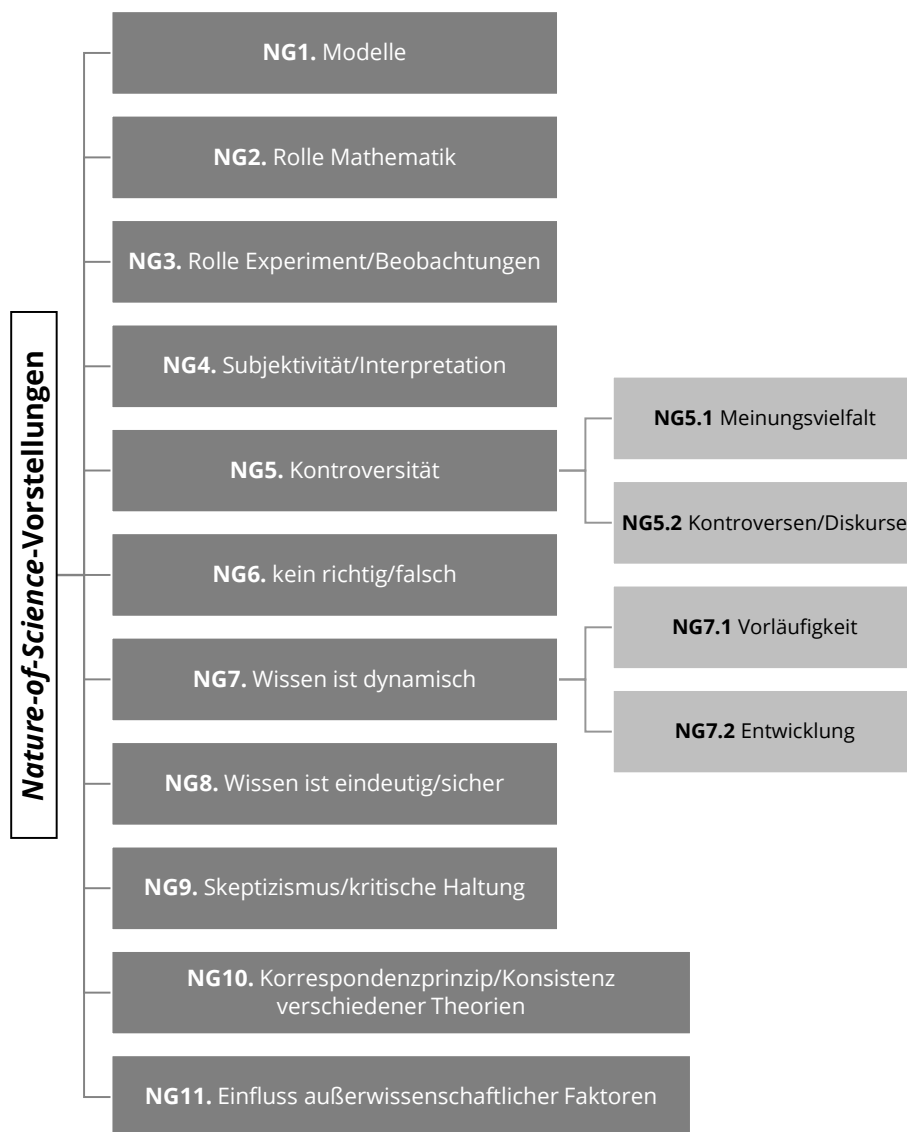 Nature-of-Science-Vorstellungen
NG1. Modelle
NG2. Rolle Mathematik
NG3. Rolle Experiment/Beobachtungen
NG4. Subjektivität/Interpretation
NG5. Kontroversität
NG5.1 Meinungsvielfalt
NG5.2 Kontroversen/Diskurse
NG6. kein richtig/falsch
NG7. Wissen ist dynamisch
NG7.1 Vorläufigkeit
NG7.2 Entwicklung
NG8. Wissen ist eindeutig/sicher
NG9. Skeptizismus/kritische Haltung
NG10. Korrespondenzprinzip/Konsistenz
verschiedener Theorien
NG11. Einfluss außerwissenschaftlicher Faktoren